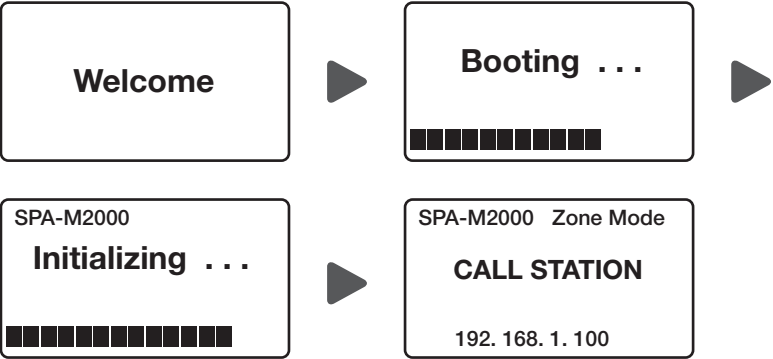 Welcome
Booting . . .
SPA-M2000
Initializing . . .
SPA-M2000 Zone Mode
CALL STATION
192. 168. 1. 100